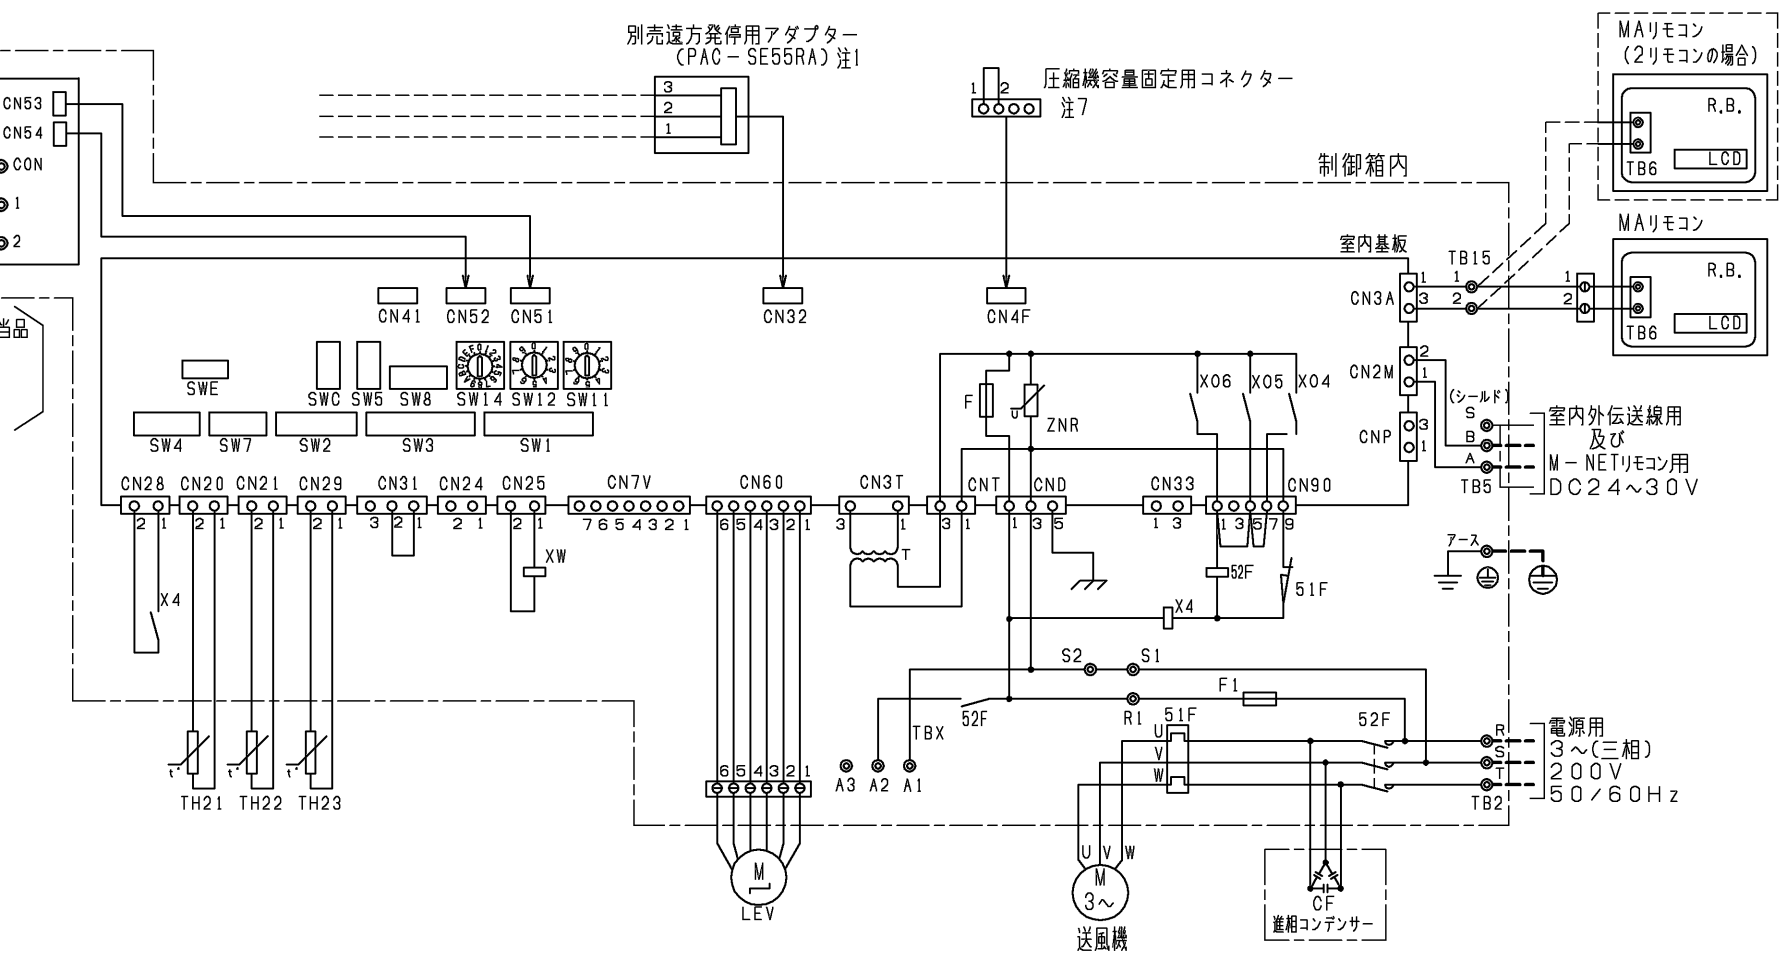 別売遠方発停用アダプター
(PAC-SE55RA)注1
3
2
1
1 2
圧縮機容量固定用コネクター
注7
MAリモコン
(2リモコンの場合)
R.B.
LCD
TB6
CN53
CN54
CON
1
2
制御箱内
MAリモコン
R.B.
LCD
TB6
室内基板
TB15
CN3A
1
3
1
2
1
2
当品
CN41
CN52
CN51
CN32
CN4F
SWE
SWC
SW5
SW8
SW14
SW12
SW11
SW4
SW7
SW2
SW3
SW1
F
ZNR
U
X06
X05
X04
CN2M
2
1
CNP
3
1
(シールド)
S
B
A
TB5
室内外伝送線用
及び
M-NETリモコン用
DC24~30V
CN28
CN20
CN21
CN29
CN31
CN24
CN25
CN7V
CN60
CN3T
CNT
CND
CN33
CN90
2 1
2 1
2 1
2 1
3 2 1
2 1
2 1
7 6 5 4 3 2 1
6 5 4 3 2 1
3 1
3 1
1 3 5
1 3
1 3 5 7 9
X4
XW
T
52F
51F
X4
アース
S2
S1
52F
R1
F1
TBX
A3
A2
A1
51F
U
V
W
52F
R
S
T
TB2
電源用
3~(三相)
200V
50/60Hz
t°
TH21
t°
TH22
t°
TH23
6 5 4 3 2 1
M
LEV
U V W
M
3~
送風機
CF
進相コンデンサー